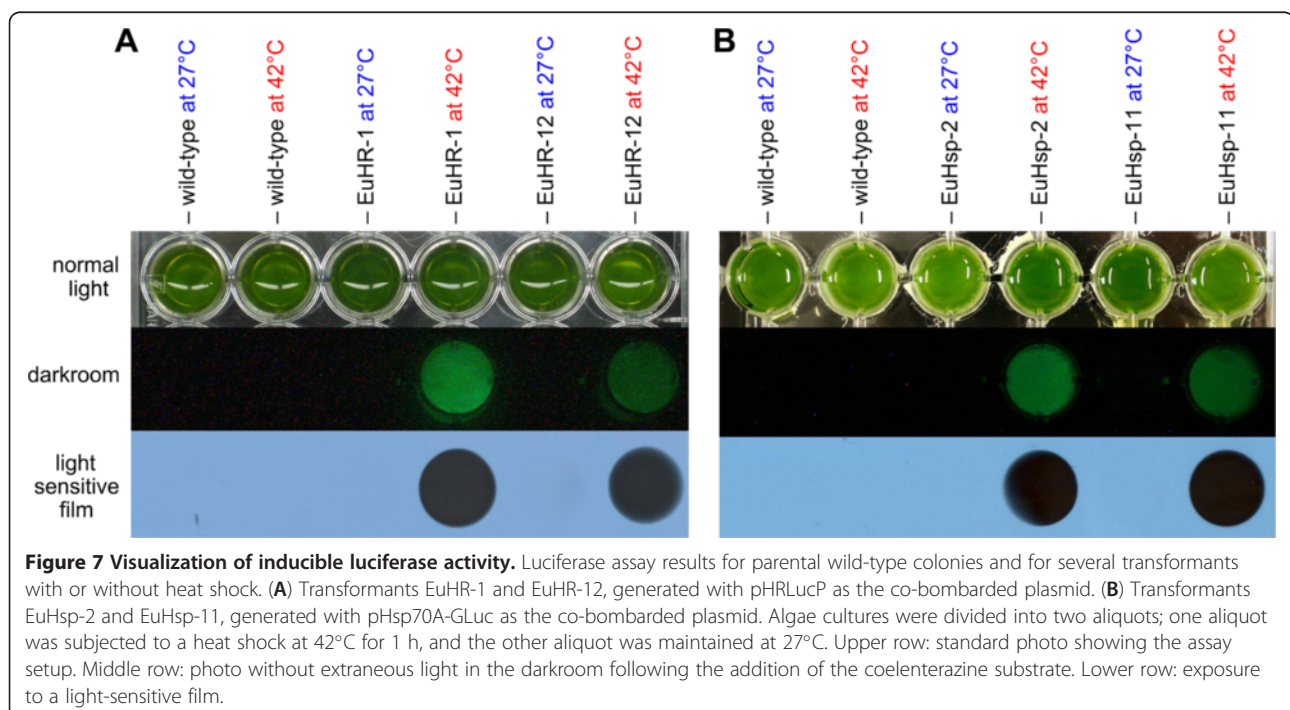 A
– wild-type at 27°C
– wild-type at 42°C
– EuHR-1 at 27°C
– EuHR-1 at 42°C
– EuHR-12 at 27°C
– EuHR-12 at 42°C
B
– wild-type at 27°C
– wild-type at 42°C
– EuHsp-2 at 27°C
– EuHsp-2 at 42°C
– EuHsp-11 at 27°C
– EuHsp-11 at 42°C
normal
light
darkroom
light
sensitive
film
Figure 7 Visualization of inducible luciferase activity. Luciferase assay results for parental wild-type colonies and for several transformants
with or without heat shock. (A) Transformants EuHR-1 and EuHR-12, generated with pHRLucP as the co-bombarded plasmid. (B) Transformants
EuHsp-2 and EuHsp-11, generated with pHsp70A-GLuc as the co-bombarded plasmid. Algae cultures were divided into two aliquots; one aliquot
was subjected to a heat shock at 42°C for 1 h, and the other aliquot was maintained at 27°C. Upper row: standard photo showing the assay
setup. Middle row: photo without extraneous light in the darkroom following the addition of the coelenterazine substrate. Lower row: exposure
to a light-sensitive film.